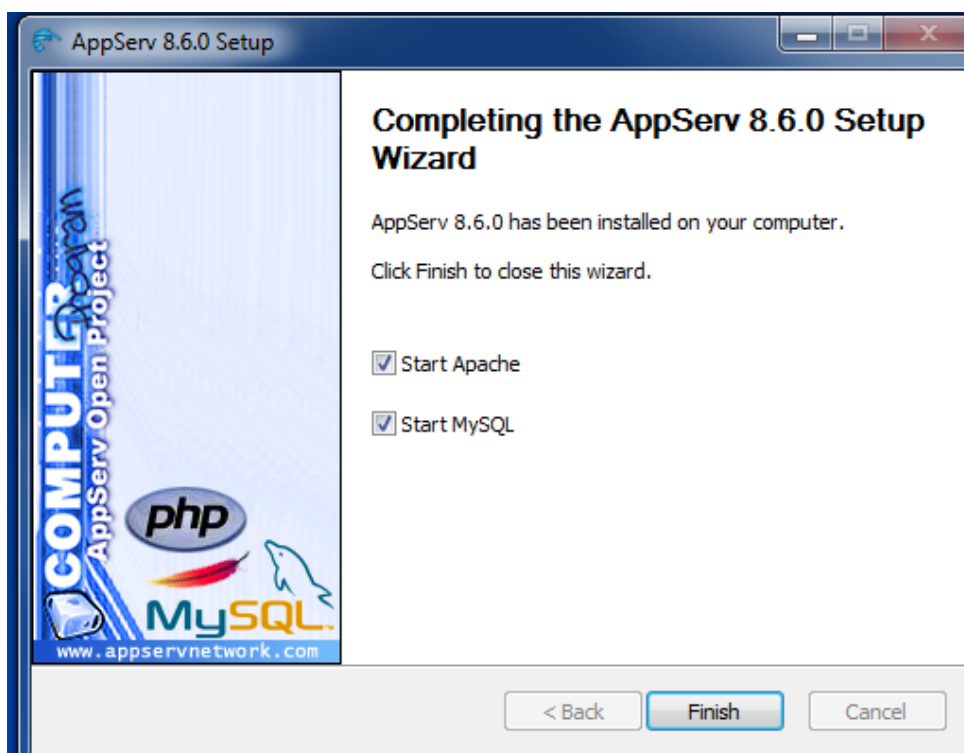 AppServ 8.6.0 Setup
Completing the AppServ 8.6.0 Setup
Wizard
AppServ 8.6.0 has been installed on your computer.
Click Finish to close this wizard.
Start Apache
Start MySQL
COMPUTER
Program
AppServ Open Project
php
MySQL
www.appservnetwork.com
< Back
Finish
Cancel